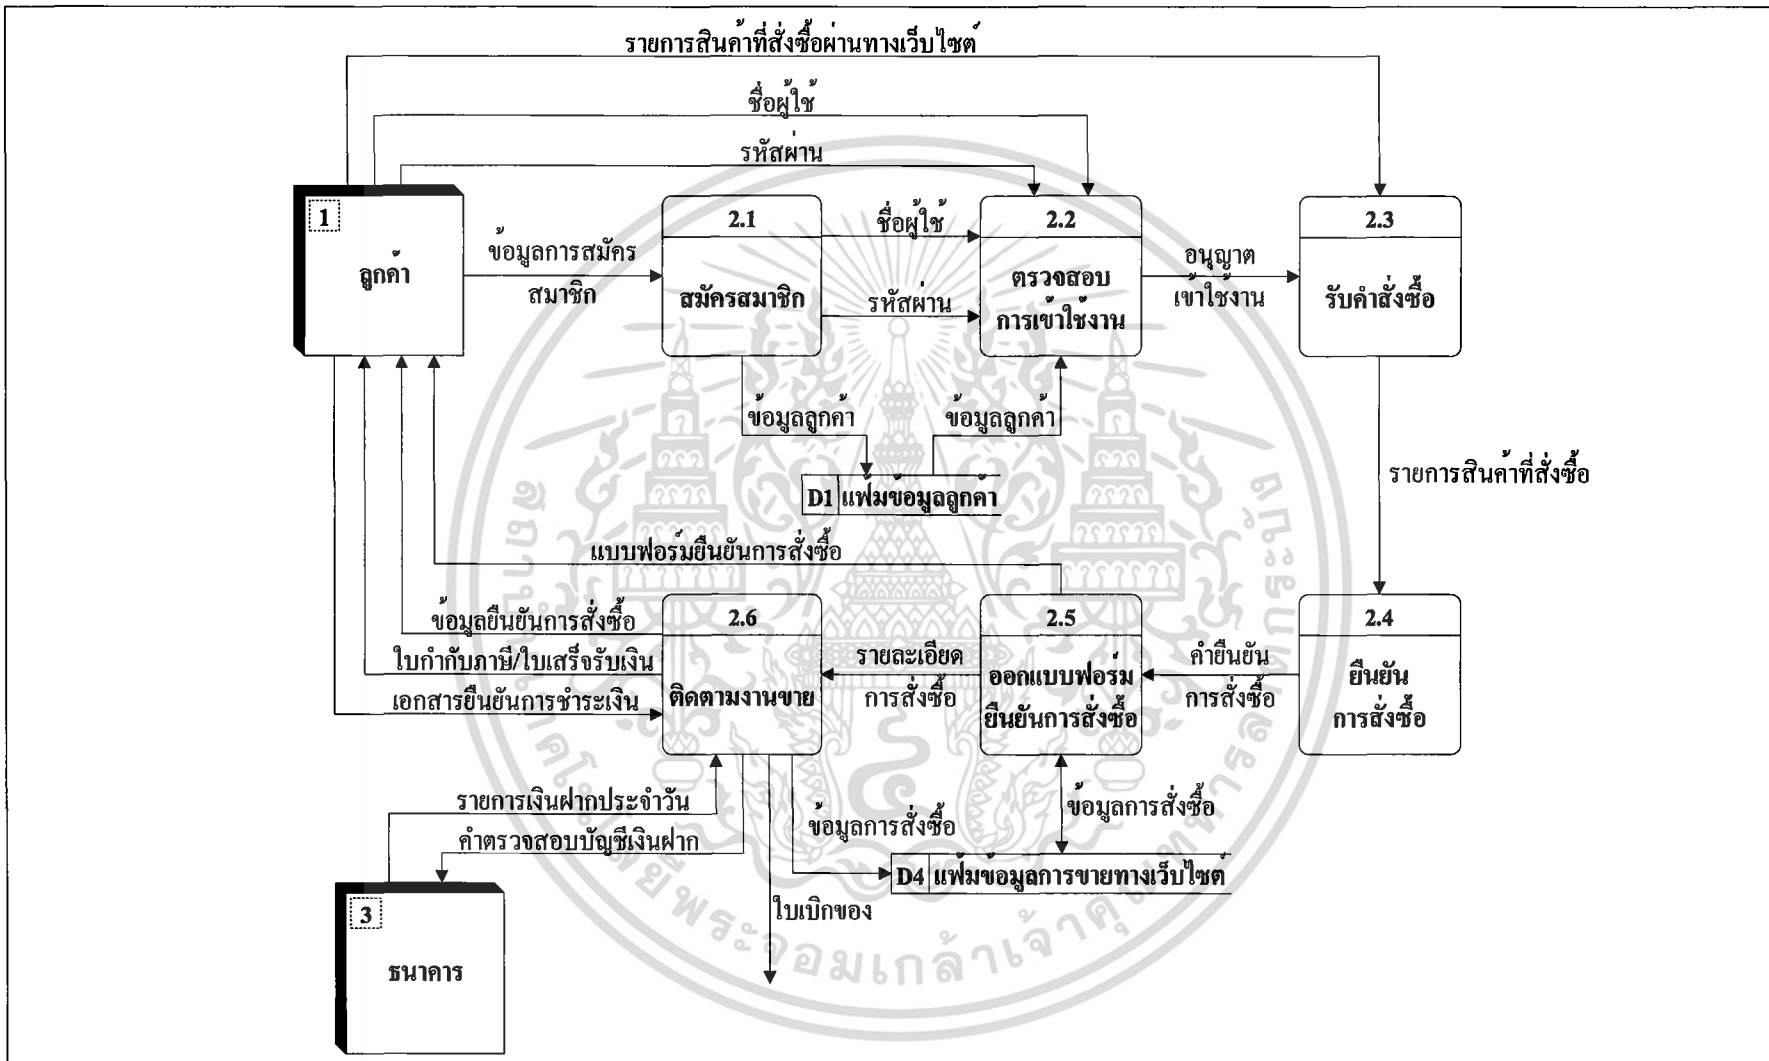 รายการสินค้าที่สั่งซื้อผ่านทางเว็บไซต์
ชื่อผู้ใช้
รหัสผ่าน
1
ลูกค้า
ข้อมูลการสมัคร
สมาชิก
2.1
สมัครสมาชิก
ชื่อผู้ใช้
รหัสผ่าน
2.2
ตรวจสอบ
การเข้าใช้งาน
อนุญาต
เข้าใช้งาน
2.3
รับคำสั่งซื้อ
ข้อมูลลูกค้า
ข้อมูลลูกค้า
D1 แฟ้มข้อมูลลูกค้า
รายการสินค้าที่สั่งซื้อ
แบบฟอร์มยืนยันการสั่งซื้อ
ข้อมูลยืนยันการสั่งซื้อ
ใบกำกับภาษี/ใบเสร็จรับเงิน
เอกสารยืนยันการชำระเงิน
2.6
ติดตามงานขาย
รายละเอียด
การสั่งซื้อ
2.5
ออกแบบฟอร์ม
ยืนยันการสั่งซื้อ
คำยืนยัน
การสั่งซื้อ
2.4
ยืนยัน
การสั่งซื้อ
รายการเงินฝากประจำวัน
คำตรวจสอบบัญชีเงินฝาก
ข้อมูลการสั่งซื้อ
ข้อมูลการสั่งซื้อ
D4 แฟ้มข้อมูลการขายทางเว็บไซต์
ใบเบิกของ
3
ธนาคาร